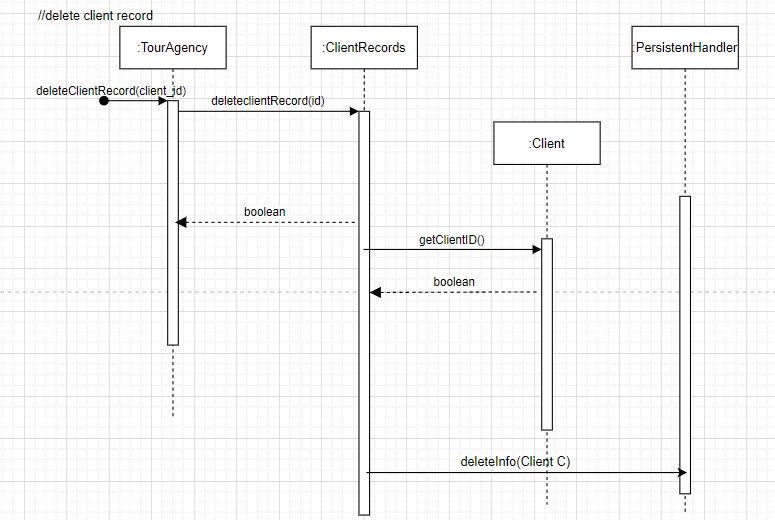 //delete client record
:TourAgency
:ClientRecords
:PersistentHandler
deleteClientRecord(client_id)
deleteclientRecord(id)
:Client
boolean
getClientID()
boolean
deleteInfo(Client C)